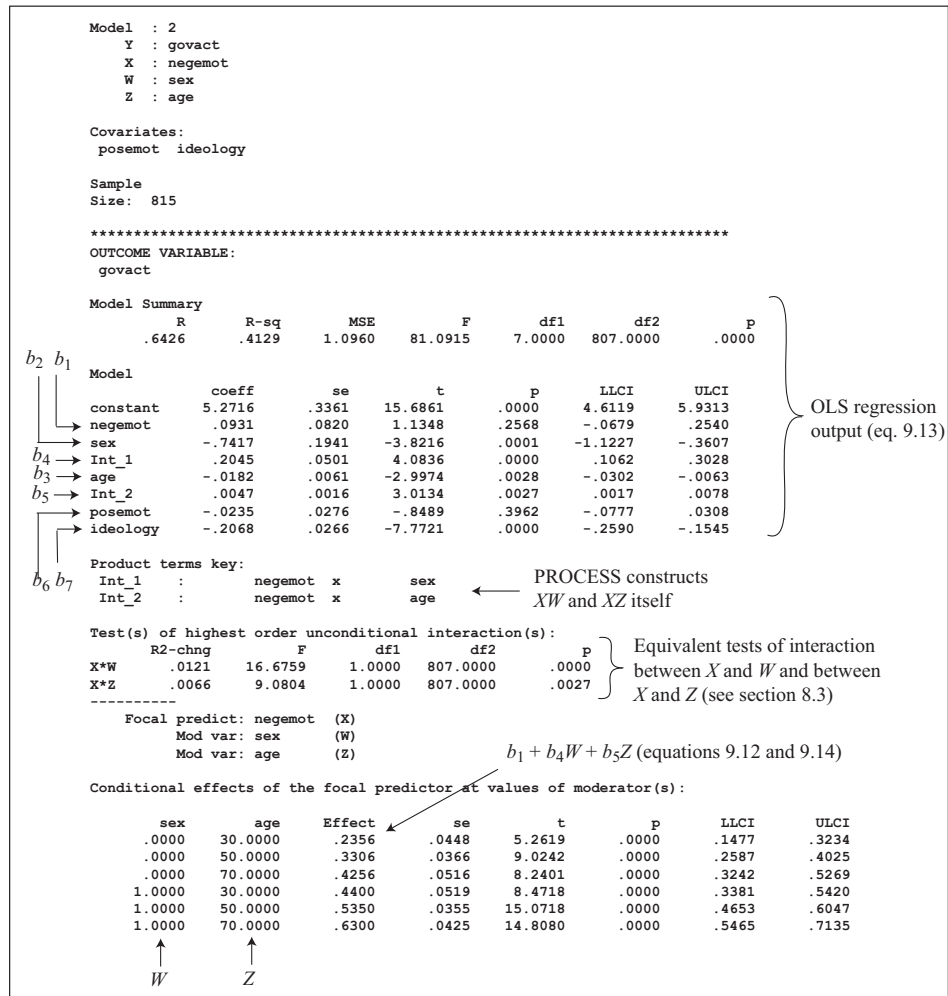 Model : 2
Y : govact
X : negemot
W : sex
Z : age
Covariates:
posemot ideology
Sample
Size: 815
**************************************************************************
OUTCOME VARIABLE:
govact
Model Summary
R R-sq MSE F df1 df2 p
.6426 .4129 1.0960 81.0915 7.0000 807.0000 .0000
b2 b1
Model
coeff se t p LLCI ULCI
constant 5.2716 .3361 15.6861 .0000 4.6119 5.9313
negemot .0931 .0820 1.1348 .2568 -.0679 .2540
sex -.7417 .1941 -3.8216 .0001 -1.1227 -.3607
b4 Int_1 .2045 .0501 4.0836 .0000 .1062 .3028
b3 age -.0182 .0061 -2.9974 .0028 -.0302 -.0063
b5 Int_2 .0047 .0016 3.0134 .0027 .0017 .0078
posemot -.0235 .0276 -.8489 .3962 -.0777 .0308
ideology -.2068 .0266 -7.7721 .0000 -.2590 -.1545
OLS regression
output (eq. 9.13)
b6 b7
Product terms key:
Int_1 : negemot x sex
Int_2 : negemot x age
PROCESS constructs
XW and XZ itself
Test(s) of highest order unconditional interaction(s):
R2-chng F df1 df2 p
X*W .0121 16.6759 1.0000 807.0000 .0000
X*Z .0066 9.0804 1.0000 807.0000 .0027
----------
Equivalent tests of interaction
between X and W and between
X and Z (see section 8.3)
Focal predict: negemot (X)
Mod var: sex (W)
Mod var: age (Z)
b1 + b4W + b5Z (equations 9.12 and 9.14)
Conditional effects of the focal predictor at values of moderator(s):
sex age Effect se t p LLCI ULCI
.0000 30.0000 .2356 .0448 5.2619 .0000 .1477 .3234
.0000 50.0000 .3306 .0366 9.0242 .0000 .2587 .4025
.0000 70.0000 .4256 .0516 8.2401 .0000 .3242 .5269
1.0000 30.0000 .4400 .0519 8.4718 .0000 .3381 .5420
1.0000 50.0000 .5350 .0355 15.0718 .0000 .4653 .6047
1.0000 70.0000 .6300 .0425 14.8080 .0000 .5465 .7135
W Z